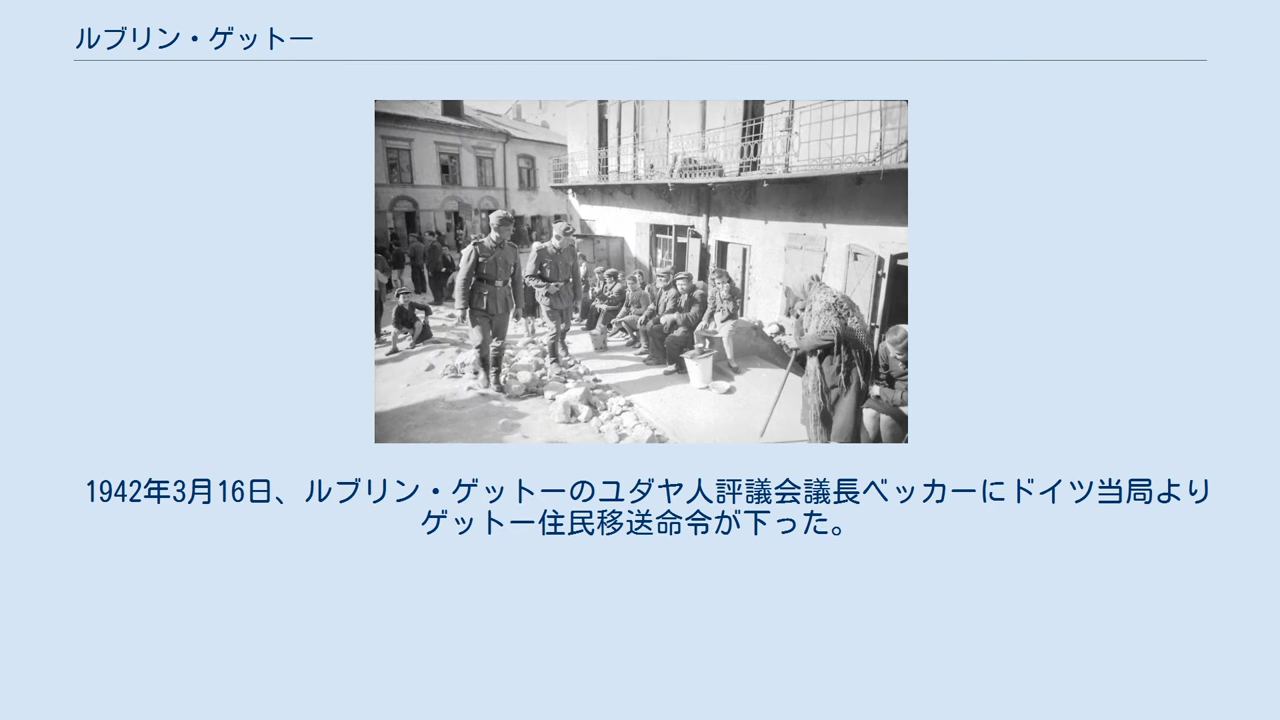 ルブリン・ゲットー
1942年3月16日、ルブリン・ゲットーのユダヤ人評議会議長ベッカーにドイツ当局より
ゲットー住民移送命令が下った。